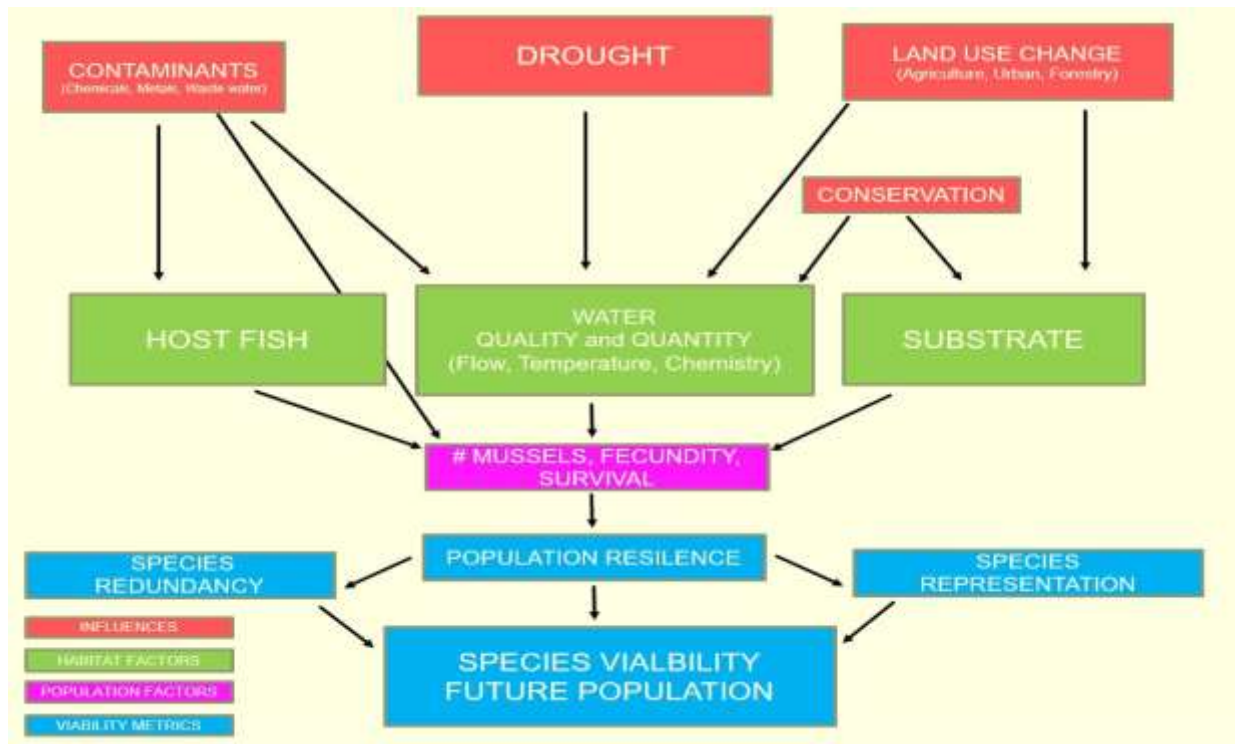 CONTAMINANTS
(Chemicals, Metals, Waste water)
DROUGHT
LAND USE CHANGE
(Agriculture, Urban, Forestry)
CONSERVATION
HOST FISH
WATER
QUALITY and QUANTITY
(Flow, Temperature, Chemistry)
SUBSTRATE
# MUSSELS, FECUNDITY,
SURVIVAL
POPULATION RESILENCE
SPECIES
REDUNDANCY
SPECIES
REPRESENTATION
SPECIES VIALBILITY
FUTURE POPULATION
INFLUENCES
HABITAT FACTORS
POPULATION FACTORS
VIABILITY METRICS